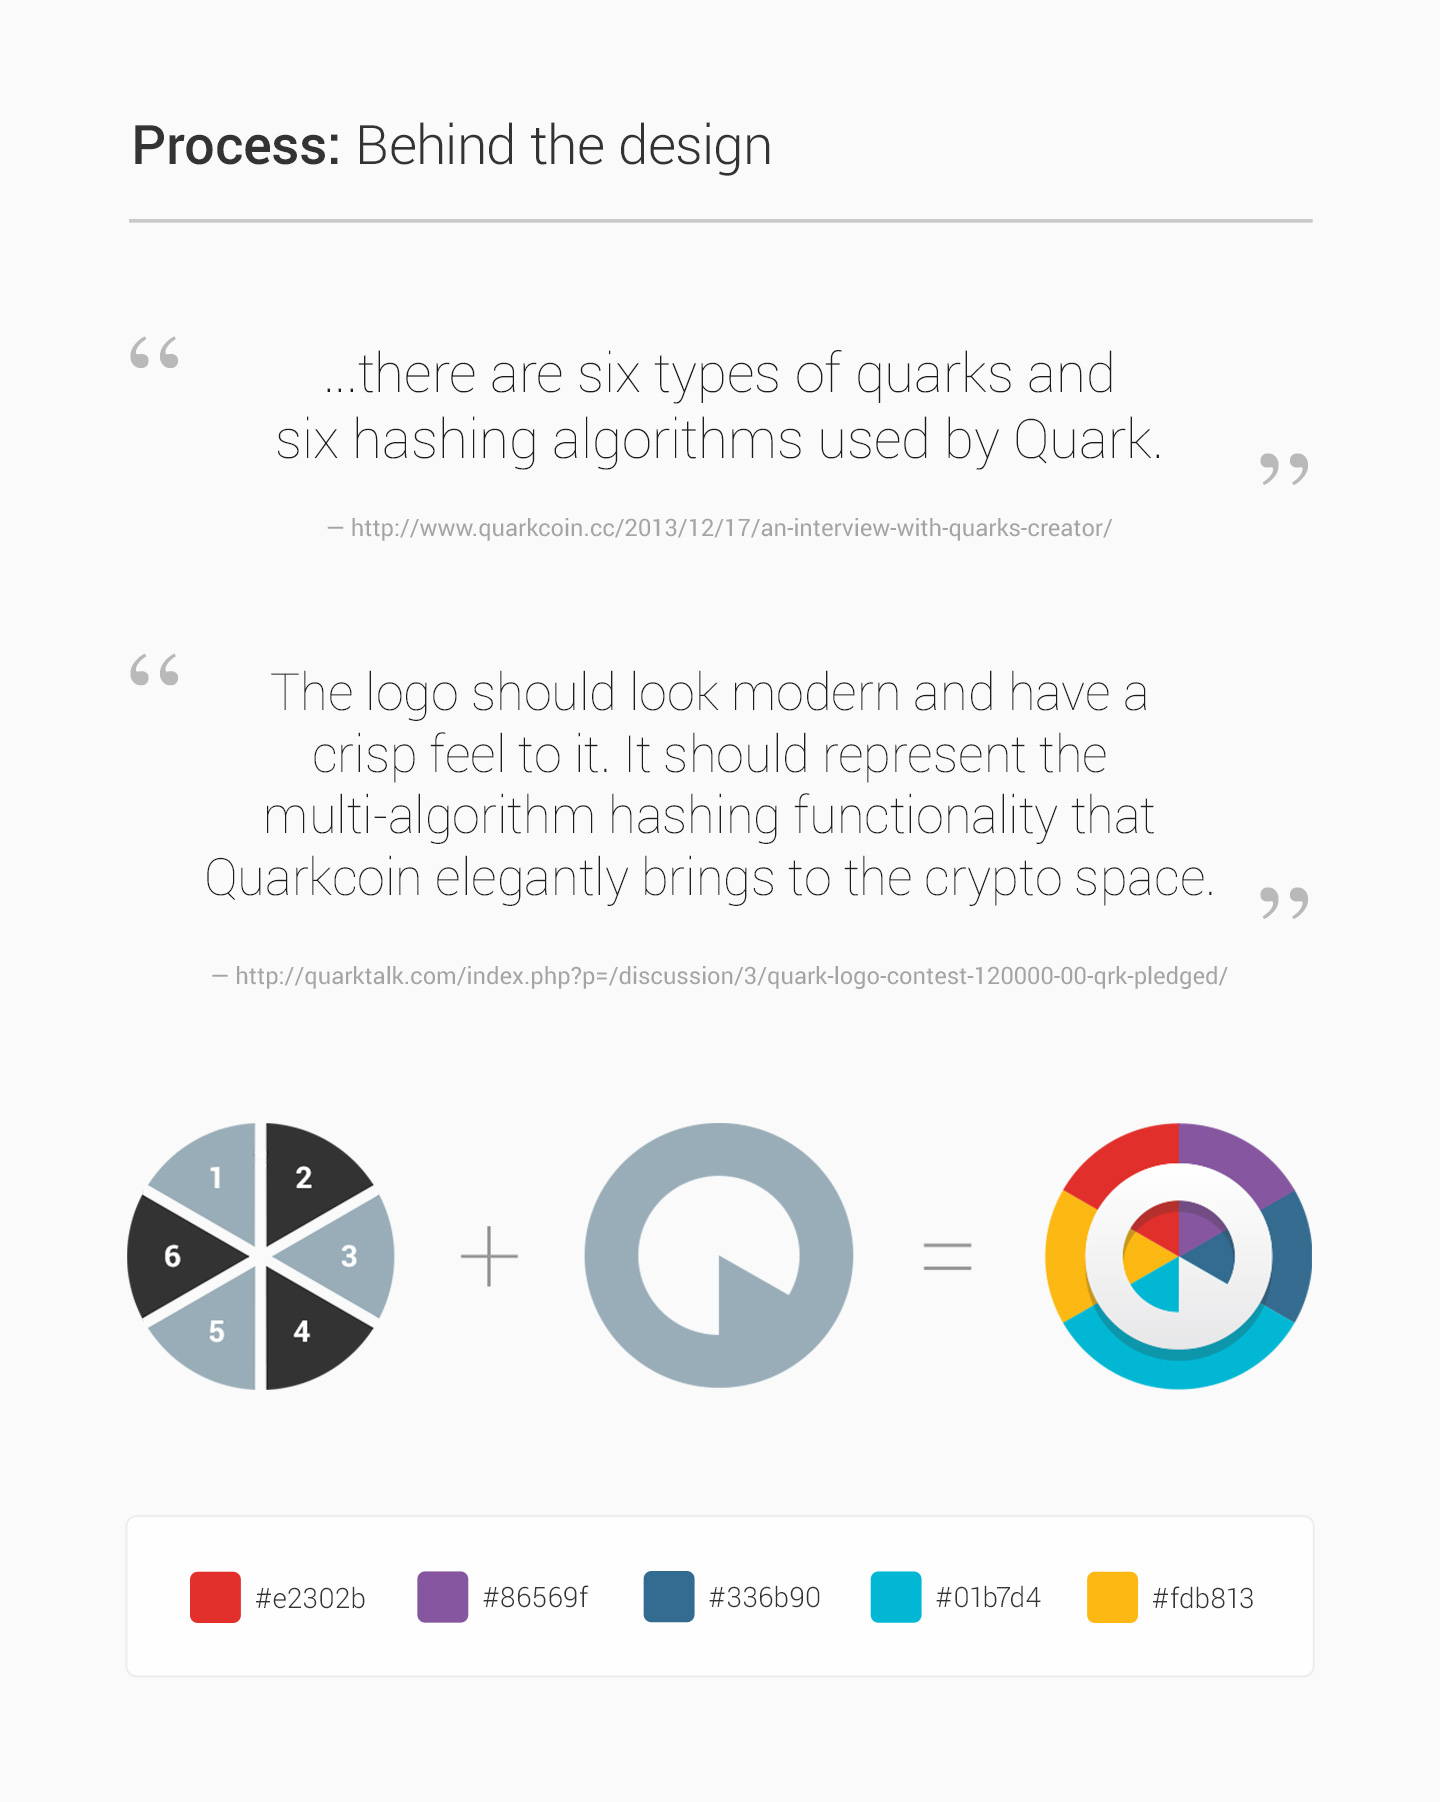 Process: Behind the design
“ ...there are six types of quarks and
six hashing algorithms used by Quark. ”
— http://www.quarkcoin.cc/2013/12/17/an-interview-with-quarks-creator/
“ The logo should look modern and have a
crisp feel to it. It should represent the
multi-algorithm hashing functionality that
Quarkcoin elegantly brings to the crypto space. ”
— http://quarktalk.com/index.php?p=/discussion/3/quark-logo-contest-120000-00-qrk-pledged/
1 2
6 3
5 4
+ =
#e2302b #86569f #336b90 #01b7d4 #fdb813